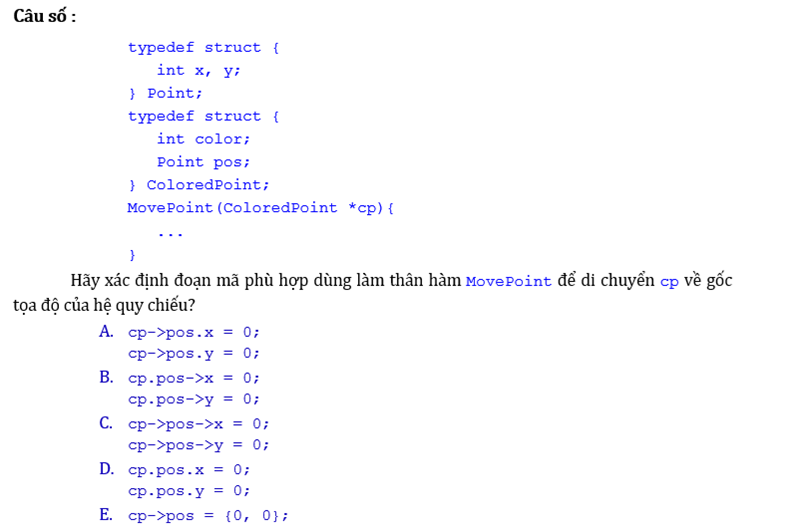 Câu số :
typedef struct {
int x, y;
} Point;
typedef struct {
int color;
Point pos;
} ColoredPoint;
MovePoint(ColoredPoint *cp){
...
}
Hãy xác định đoạn mã phù hợp dùng làm thân hàm MovePoint để di chuyển cp về gốc
tọa độ của hệ quy chiếu?
A. cp->pos.x = 0;
cp->pos.y = 0;
B. cp.pos->x = 0;
cp.pos->y = 0;
C. cp->pos->x = 0;
cp->pos->y = 0;
D. cp.pos.x = 0;
cp.pos.y = 0;
E. cp->pos = {0, 0};